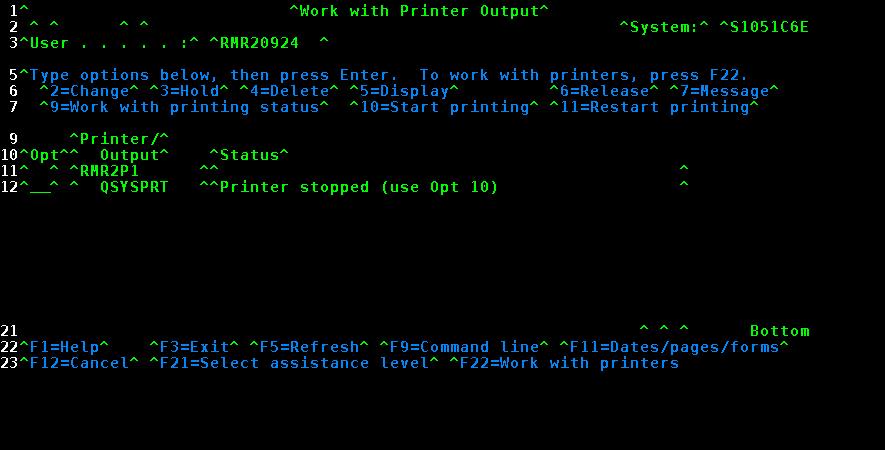 1^                          ^Work with Printer Output^
2 ^ ^      ^ ^                                               ^System:^ ^S1051C6E
3^User . . . . . :^ ^RMR20924  ^
5^Type options below, then press Enter.  To work with printers, press F22.
6  ^2=Change^ ^3=Hold^ ^4=Delete^ ^5=Display^         ^6=Release^ ^7=Message^
7  ^9=Work with printing status^  ^10=Start printing^ ^11=Restart printing^
9     ^Printer/^
10^Opt^^  Output^    ^Status^
11^  ^ ^RMR2P1      ^^                                              ^
12^__^ ^  QSYSPRT   ^^Printer stopped (use Opt 10)                  ^
21                                                              ^ ^ ^      Bottom
22^F1=Help^    ^F3=Exit^ ^F5=Refresh^ ^F9=Command line^ ^F11=Dates/pages/forms^
23^F12=Cancel^ ^F21=Select assistance level^ ^F22=Work with printers